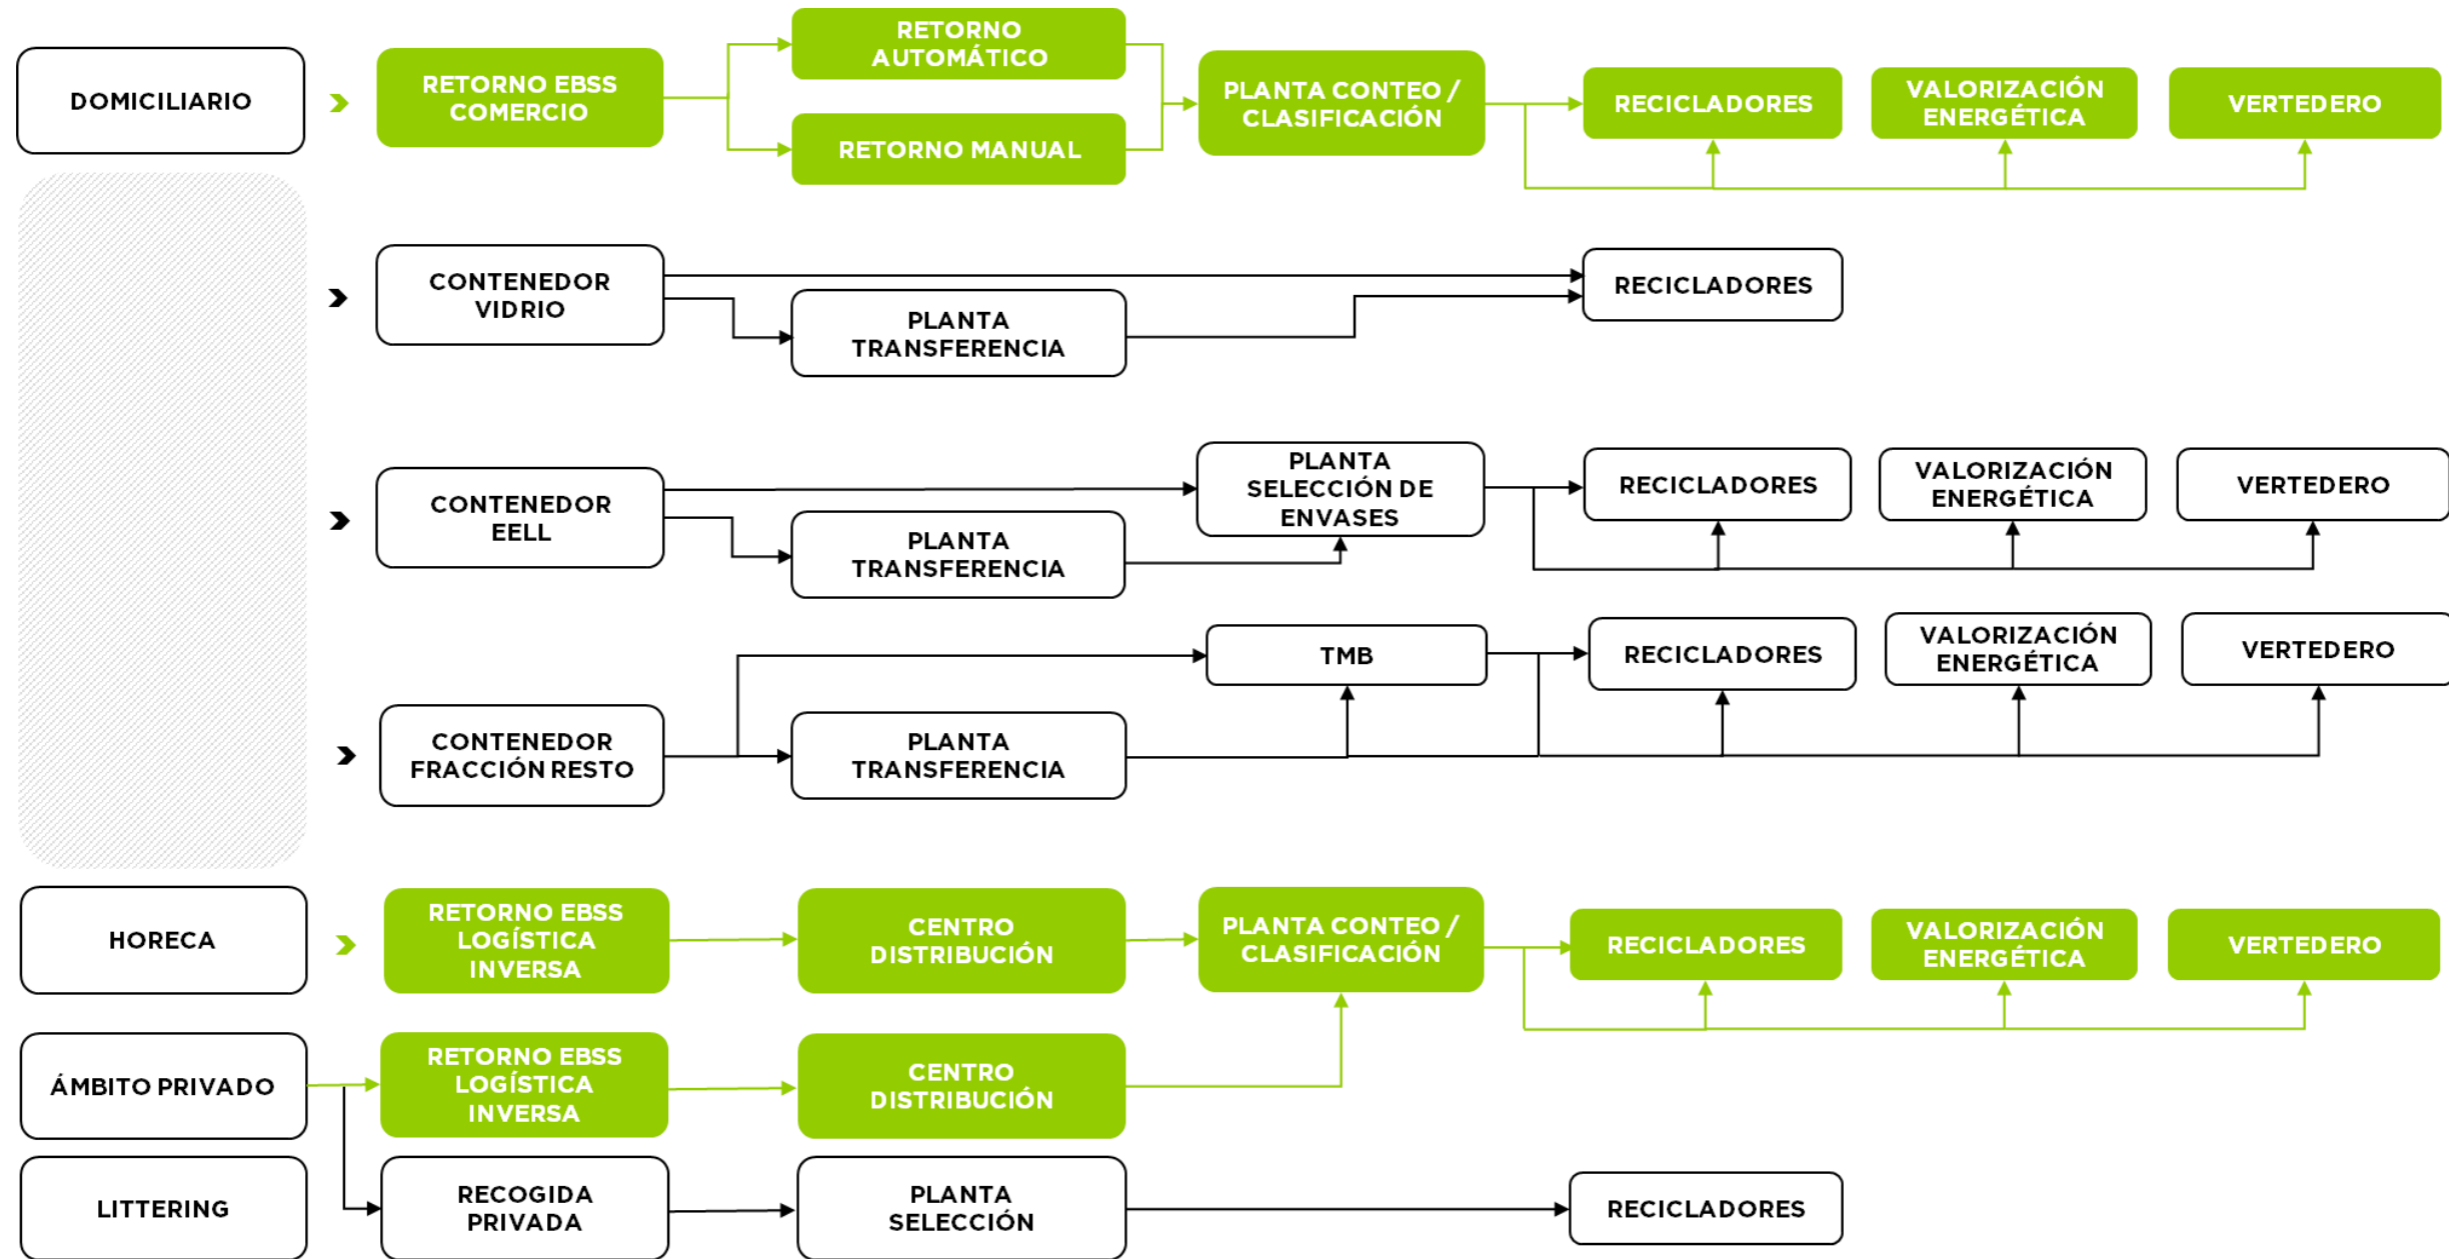 DOMICILIARIO
RETORNO EBSS
COMERCIO
RETORNO
AUTOMÁTICO
RETORNO MANUAL
PLANTA CONTEO /
CLASIFICACIÓN
RECICLADORES
VALORIZACIÓN
ENERGÉTICA
VERTEDERO
CONTENEDOR
VIDRIO
PLANTA
TRANSFERENCIA
RECICLADORES
CONTENEDOR
EELL
PLANTA
TRANSFERENCIA
PLANTA
SELECCIÓN DE
ENVASES
RECICLADORES
VALORIZACIÓN
ENERGÉTICA
VERTEDERO
CONTENEDOR
FRACCIÓN RESTO
PLANTA
TRANSFERENCIA
TMB
RECICLADORES
VALORIZACIÓN
ENERGÉTICA
VERTEDERO
HORECA
RETORNO EBSS
LOGÍSTICA
INVERSA
CENTRO
DISTRIBUCIÓN
PLANTA CONTEO /
CLASIFICACIÓN
RECICLADORES
VALORIZACIÓN
ENERGÉTICA
VERTEDERO
ÁMBITO PRIVADO
RETORNO EBSS
LOGÍSTICA
INVERSA
CENTRO
DISTRIBUCIÓN
LITTERING
RECOGIDA
PRIVADA
PLANTA
SELECCIÓN
RECICLADORES